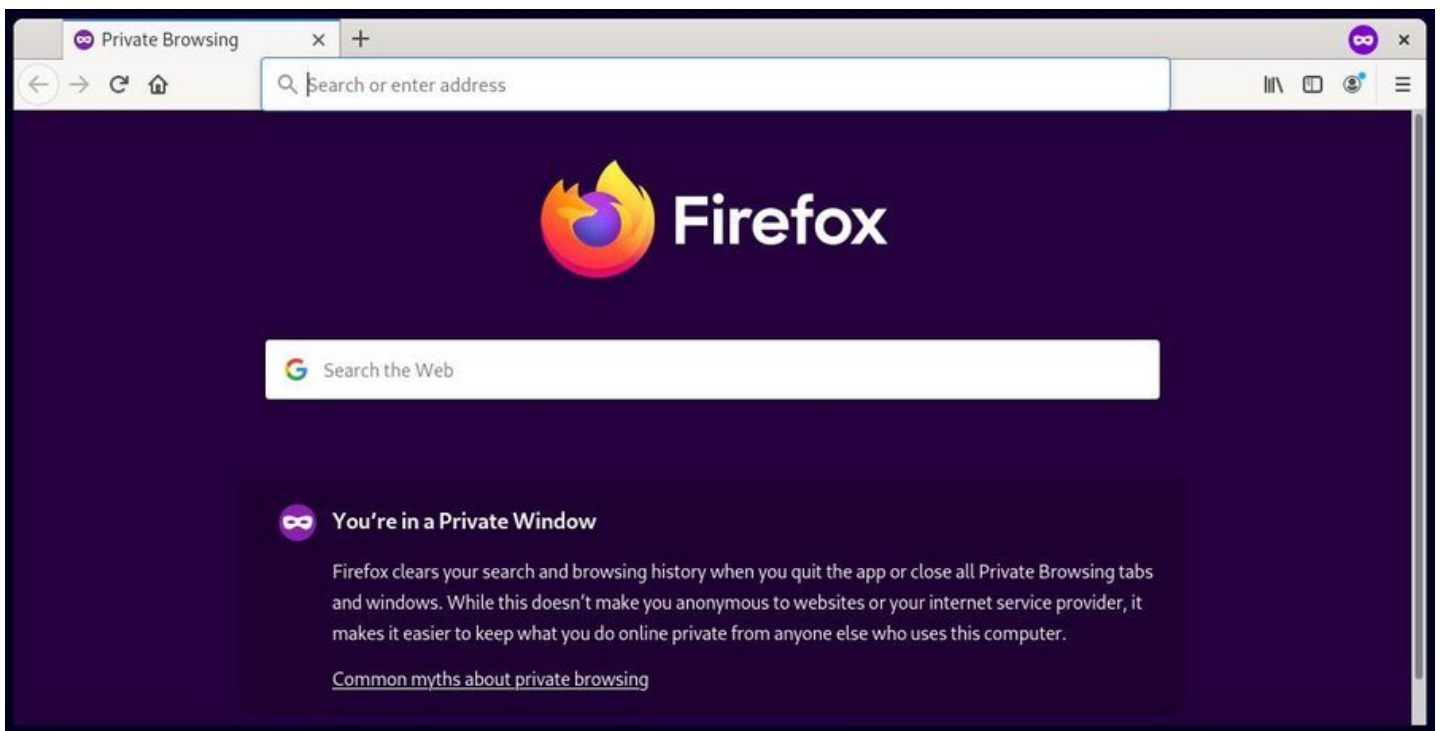 Private Browsing
Search or enter address
Firefox
Search the Web
You're in a Private Window
Firefox clears your search and browsing history when you quit the app or close all Private Browsing tabs
and windows. While this doesn't make you anonymous to websites or your internet service provider, it
makes it easier to keep what you do online private from anyone else who uses this computer.
Common myths about private browsing